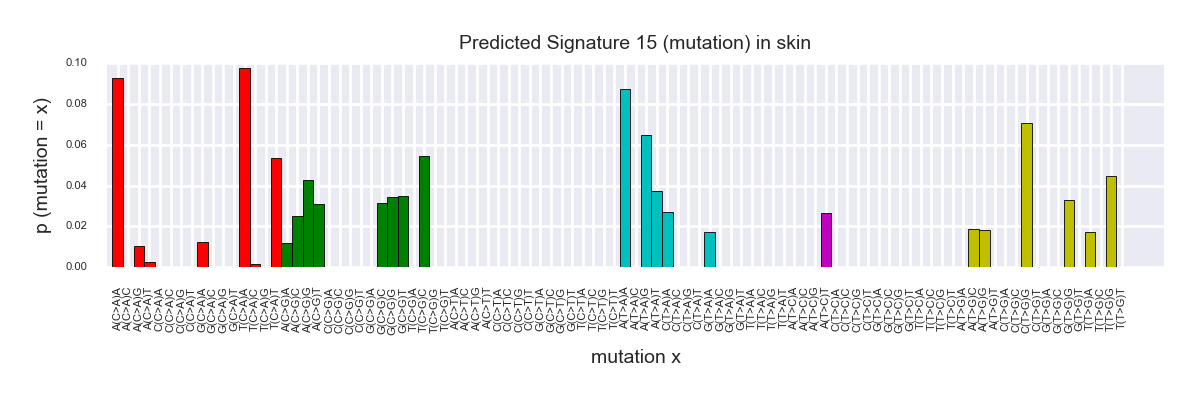 Predicted Signature 15 (mutation) in skin
p (mutation = x)
0.10
0.08
0.06
0.04
0.02
0.00
A(C>A)A
A(C>A)C
A(C>A)G
A(C>A)T
C(C>A)A
C(C>A)C
C(C>A)G
C(C>A)T
G(C>A)A
G(C>A)C
G(C>A)G
G(C>A)T
T(C>A)A
T(C>A)C
T(C>A)G
T(C>A)T
A(C>G)A
A(C>G)C
A(C>G)G
A(C>G)T
C(C>G)A
C(C>G)C
C(C>G)G
C(C>G)T
G(C>G)A
G(C>G)C
G(C>G)G
G(C>G)T
T(C>G)A
T(C>G)C
T(C>G)G
T(C>G)T
A(C>T)A
A(C>T)C
A(C>T)G
A(C>T)T
C(C>T)A
C(C>T)C
C(C>T)G
C(C>T)T
G(C>T)A
G(C>T)C
G(C>T)G
G(C>T)T
T(C>T)A
T(C>T)C
T(C>T)G
T(C>T)T
A(T>A)A
A(T>A)C
A(T>A)G
A(T>A)T
C(T>A)A
C(T>A)C
C(T>A)G
C(T>A)T
G(T>A)A
G(T>A)C
G(T>A)G
G(T>A)T
T(T>A)A
T(T>A)C
T(T>A)G
T(T>A)T
A(T>C)A
A(T>C)C
A(T>C)G
A(T>C)T
C(T>C)A
C(T>C)C
C(T>C)G
C(T>C)T
G(T>C)A
G(T>C)C
G(T>C)G
G(T>C)T
T(T>C)A
T(T>C)C
T(T>C)G
T(T>C)T
A(T>G)A
A(T>G)C
A(T>G)G
A(T>G)T
C(T>G)A
C(T>G)C
C(T>G)G
C(T>G)T
G(T>G)A
G(T>G)C
G(T>G)G
G(T>G)T
T(T>G)A
T(T>G)C
T(T>G)G
T(T>G)T
mutation x